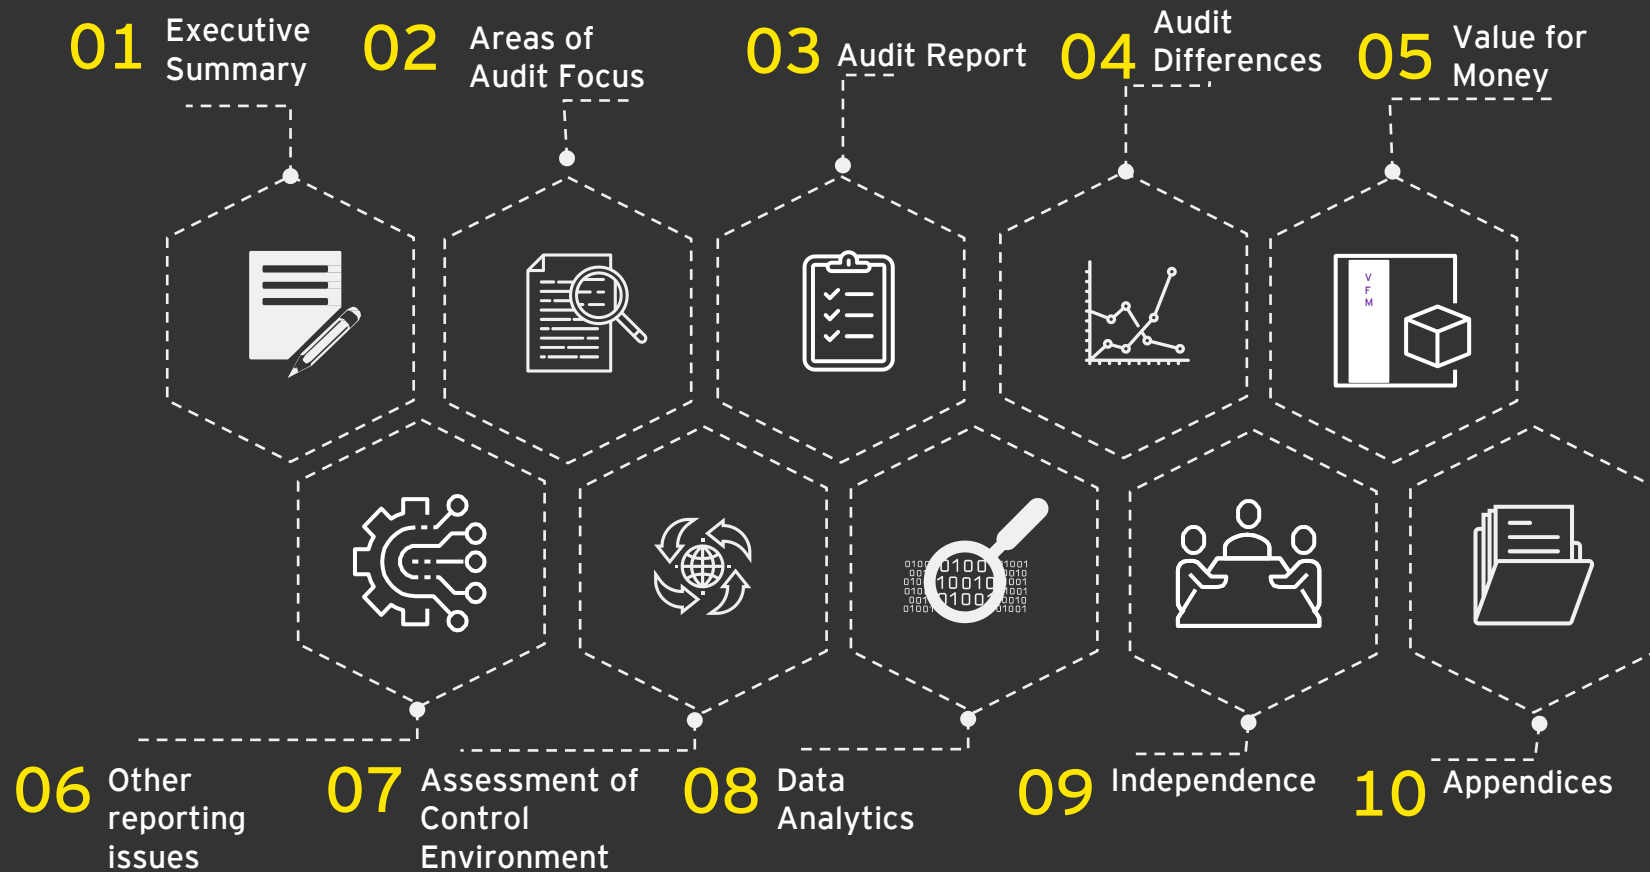 01 Executive
Summary
02 Areas of
Audit Focus
03 Audit Report
04 Audit
Differences
05 Value for
Money
V
F
M
06 Other
reporting
issues
07 Assessment of
Control
Environment
08 Data
Analytics
09 Independence
10 Appendices